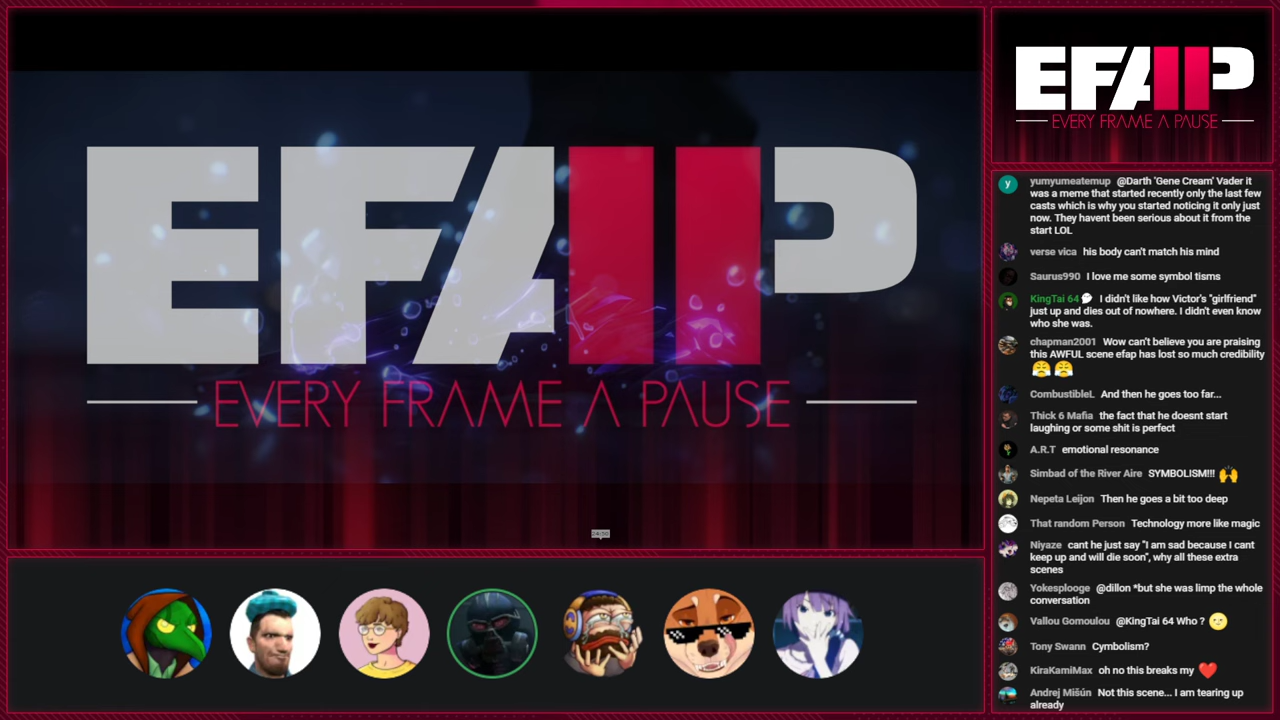 EFAP
EVERY FRAME A PAUSE
EFAP
EVERY FRAME A PAUSE
y
yumyumeatemup @Darth 'Gene Cream' Vader it
was a meme that started recently only the last few
casts which is why you started noticing it only just
now. They havent been serious about it from the
start LOL
verse vica his body can't match his mind
Saurus990 I love me some symbol tisms
KingTai 64 I didn't like how Victor's "girlfriend"
just up and dies out of nowhere. I didn't even know
who she was.
chapman2001 Wow can't believe you are praising
this AWFUL scene efap has lost so much credibility
CombustibleL And then he goes too far...
Thick 6 Mafia the fact that he doesnt start
laughing or some shit is perfect
A.R.T emotional resonance
Simbad of the River Aire SYMBOLISM!!!
Nepeta Leijon Then he goes a bit too deep
That random Person Technology more like magic
Niyaze cant he just say "I am sad because I cant
keep up and will die soon", why all these extra
scenes
Yokesplooge @dillon *but she was limp the whole
conversation
Vallou Gomoulou @KingTai 64 Who ?
Tony Swann Cymbolism?
KiraKamiMax oh no this breaks my
Andrej Mišún Not this scene... I am tearing up
already